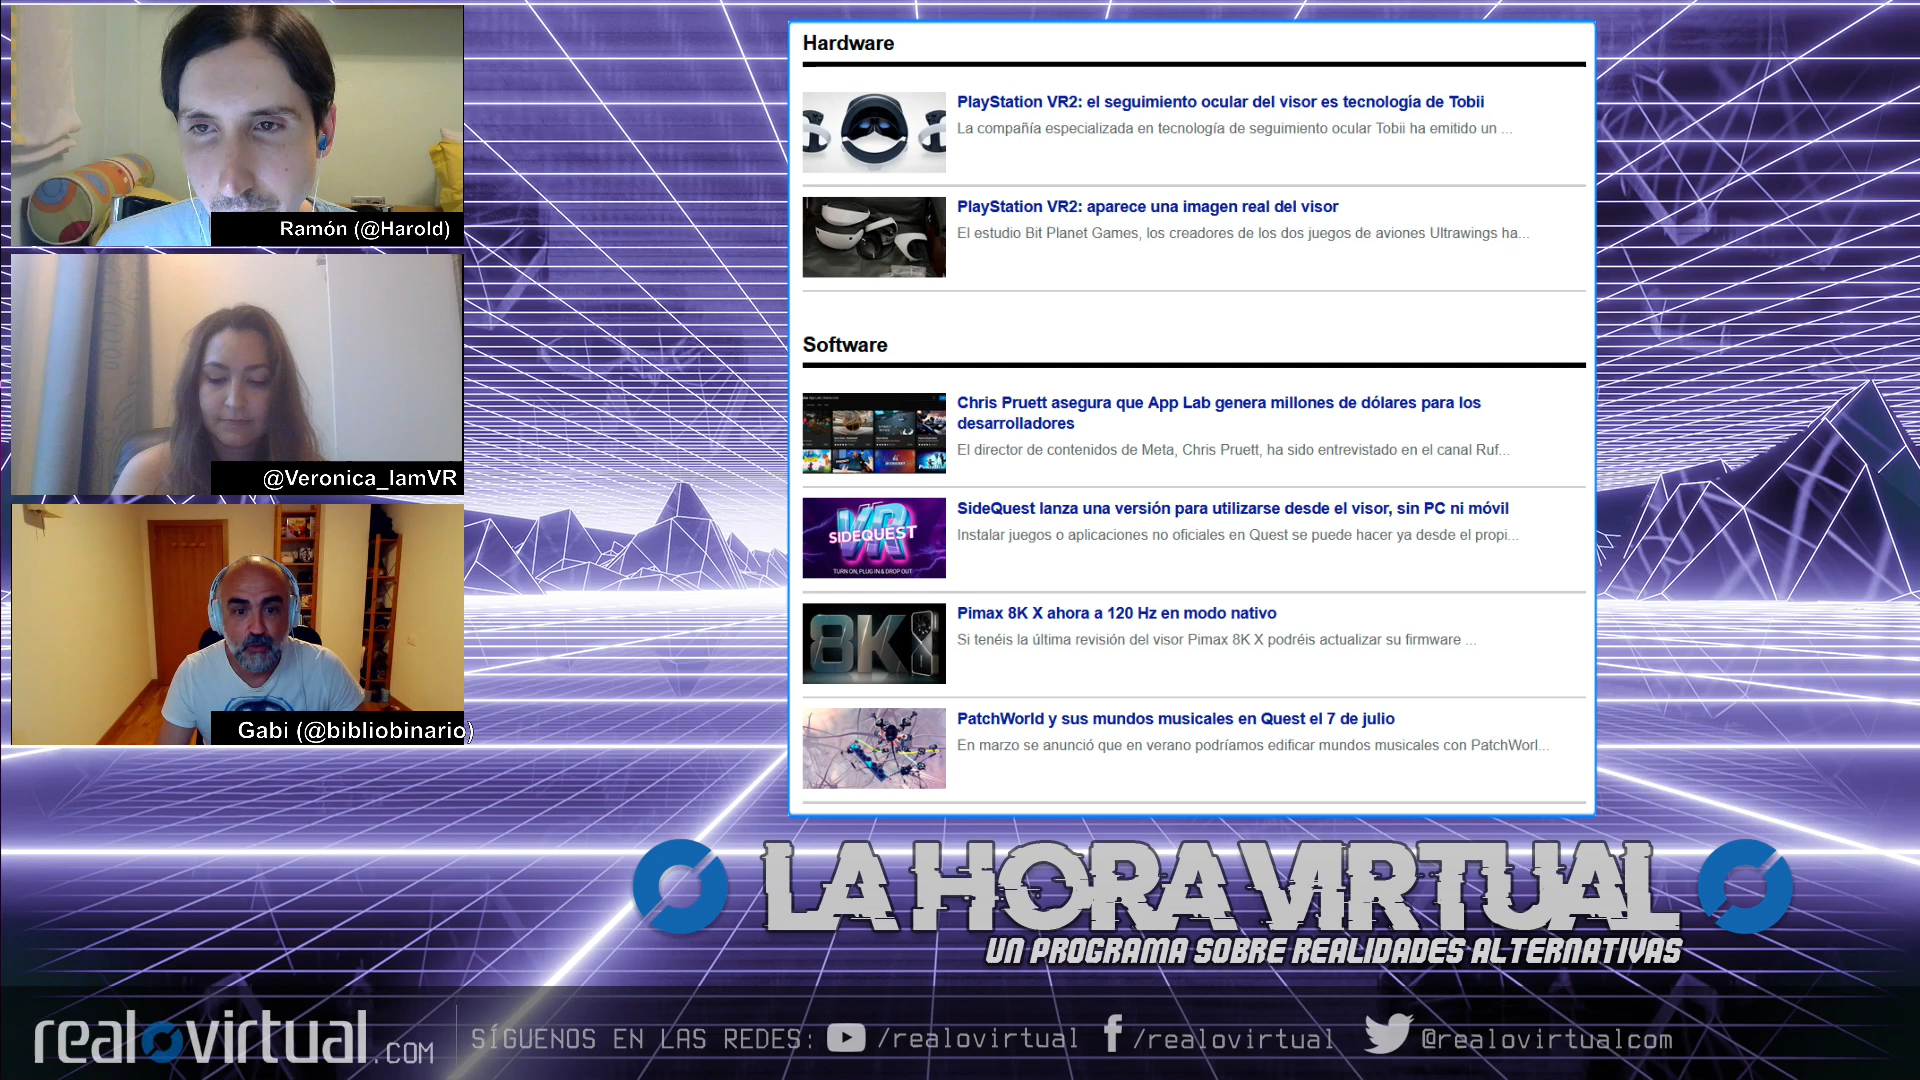 Ramón (@Harold)
@Veronica_IamVR
Gabi (@bibliobinario)
Hardware
PlayStation VR2: el seguimiento ocular del visor es tecnología de Tobii
La compañía especializada en tecnología de seguimiento ocular Tobii ha emitido un ...
PlayStation VR2: aparece una imagen real del visor
El estudio Bit Planet Games, los creadores de los dos juegos de aviones Ultrawings ha...
Software
Chris Pruett asegura que App Lab genera millones de dólares para los
desarrolladores
El director de contenidos de Meta, Chris Pruett, ha sido entrevistado en el canal Ruf...
VR
SIDEQUEST
TURN ON, PLUG IN & DROP OUT
SideQuest lanza una versión para utilizarse desde el visor, sin PC ni móvil
Instalar juegos o aplicaciones no oficiales en Quest se puede hacer ya desde el propi...
8KX
Pimax 8K X ahora a 120 Hz en modo nativo
Si tenéis la última revisión del visor Pimax 8K X podréis actualizar su firmware ...
PatchWorld y sus mundos musicales en Quest el 7 de julio
En marzo se anunció que en verano podríamos edificar mundos musicales con PatchWorl...
LA HORA VIRTUAL
UN PROGRAMA SOBRE REALIDADES ALTERNATIVAS
realovirtual.COM
SÍGUENOS EN LAS REDES: /realovirtual /realovirtual @realovirtualcom